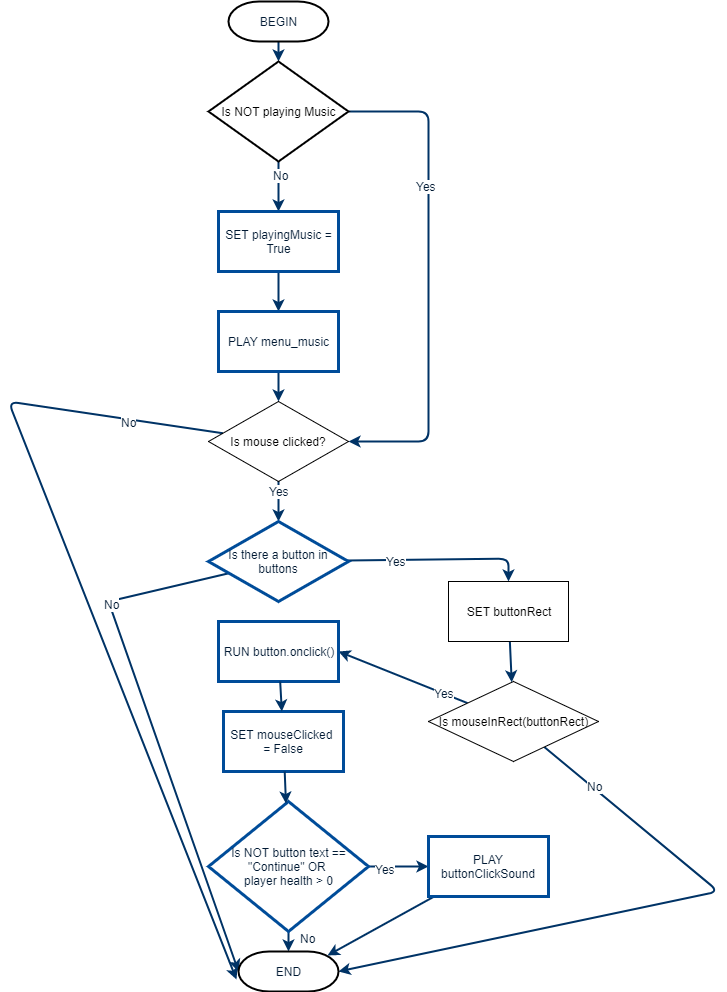 BEGIN
Is NOT playing Music
No
Yes
SET playingMusic =
True
PLAY menu_music
No
Is mouse clicked?
Yes
Is there a button in
buttons
Yes
No
SET buttonRect
RUN button.onclick()
Yes
Is mouseInRect(buttonRect)
SET mouseClicked
= False
No
Is NOT button text ==
"Continue" OR
player health > 0
Yes
PLAY
buttonClickSound
No
END